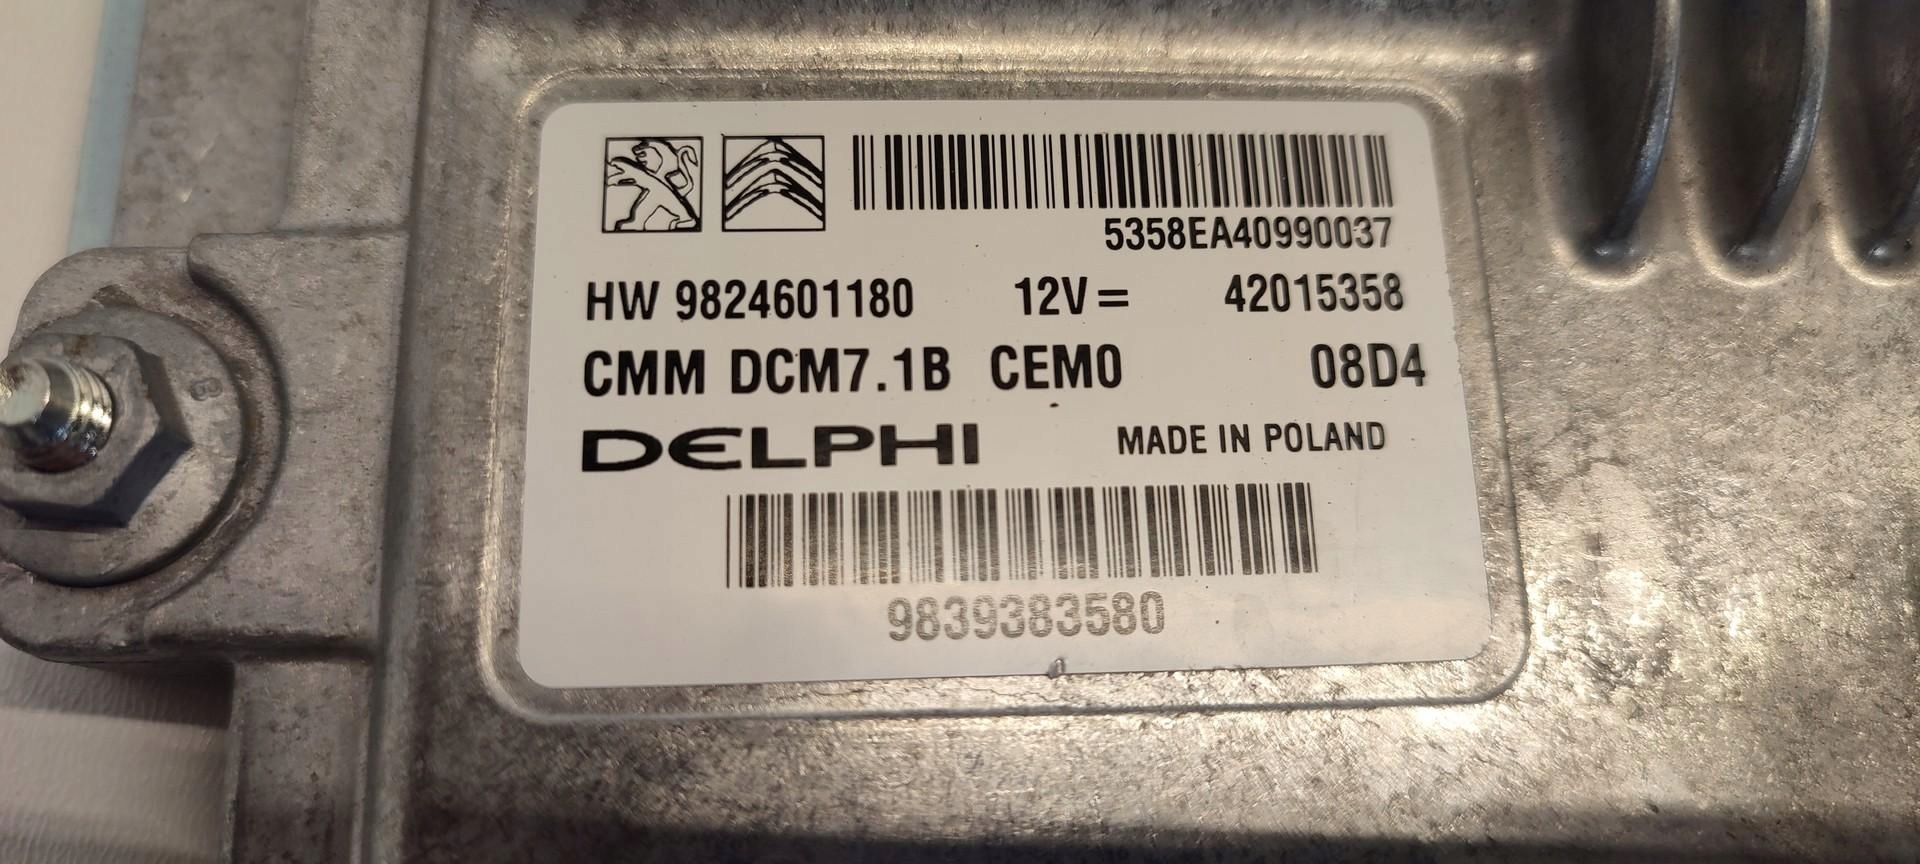 5358EA40990037
HW 9824601180 12V= 42015358
CMM DCM7.1B CEM0 08D4
DELPHI MADE IN POLAND
9839383580